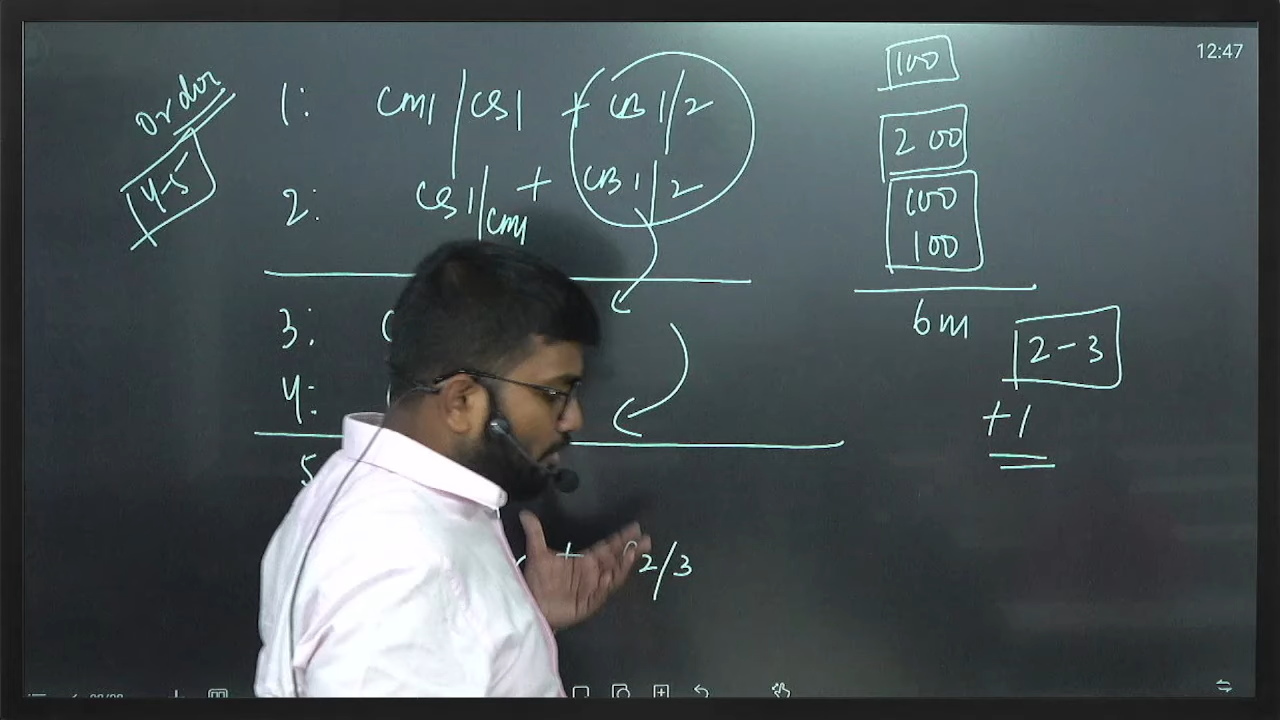 12:47
order
4-5
1: CM1/CS1 + CB1/2
2: CS1/CM1 + CB1/2
3: C
4:
5
+ 2/3
100
200
100
100
6m
2-3
+1